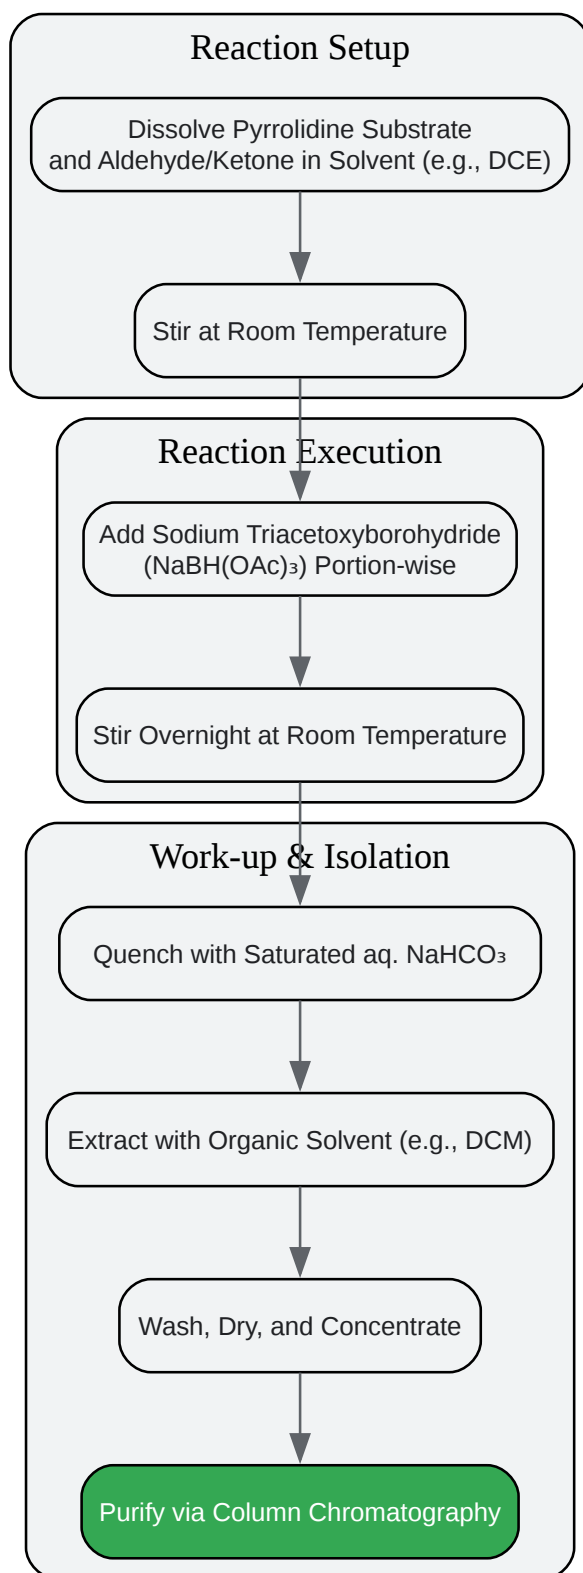 Reaction Setup
Dissolve Pyrrolidine Substrate
and Aldehyde/Ketone in Solvent (e.g., DCE)
Stir at Room Temperature
Reaction Execution
Add Sodium Triacetoxyborohydride
(NaBH(OAc)₃) Portion-wise
Stir Overnight at Room Temperature
Work-up & Isolation
Quench with Saturated aq. NaHCO₃
Extract with Organic Solvent (e.g., DCM)
Wash, Dry, and Concentrate
Purify via Column Chromatography